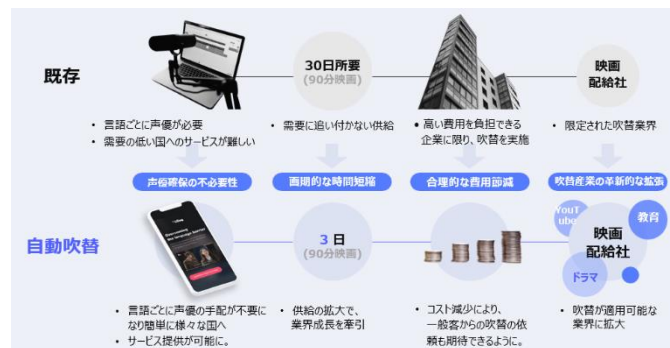 既存
30日所要
(90分映画)
映画
配給社
• 言語ごとに声優が必要
• 需要の低い国へのサービスが難しい
• 需要に追い付かない供給
• 高い費用を負担できる
企業に限り、吹替を実施
• 限定された吹替業界
声優確保の不必要性
画期的な時間短縮
合理的な費用節減
吹替産業の革新的な拡張
自動吹替
3 日
(90分映画)
YouT
ube
教育
映画
配給社
ドラマ
• 言語ごとに声優の手配が不要に
なり簡単に様々な国へ
• サービス提供が可能に。
• 供給の拡大で、
業界成長を牽引
• コスト減少により、
一般客からの吹替の依
頼も期待できるように。
• 吹替が適用可能な
業界に拡大